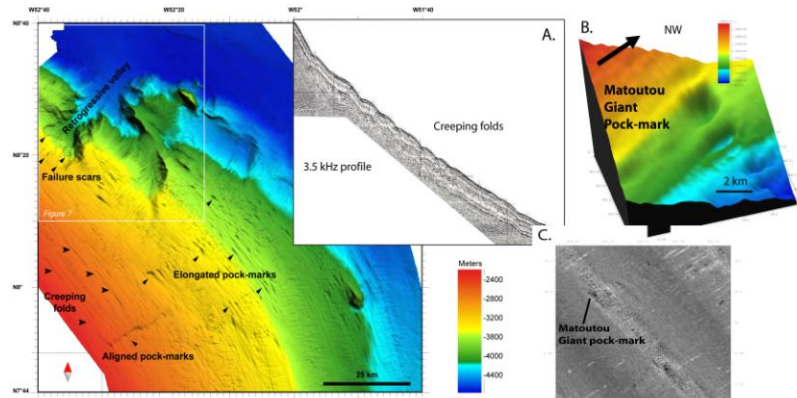 W52°40'
W52°20'
W52°
W51°40'
N8°40'
N8°20'
N8°
N7°44'
Retrogressive valley
Failure scars
Figure 7
Elongated pock-marks
Creeping
folds
Aligned pock-marks
25 km
A.
Creeping folds
3.5 kHz profile
Meters
-2400
-2800
-3200
-3600
-4000
-4400
B.
NW
Matoutou
Giant
Pock-mark
2 km
C.
Matoutou
Giant pock-mark